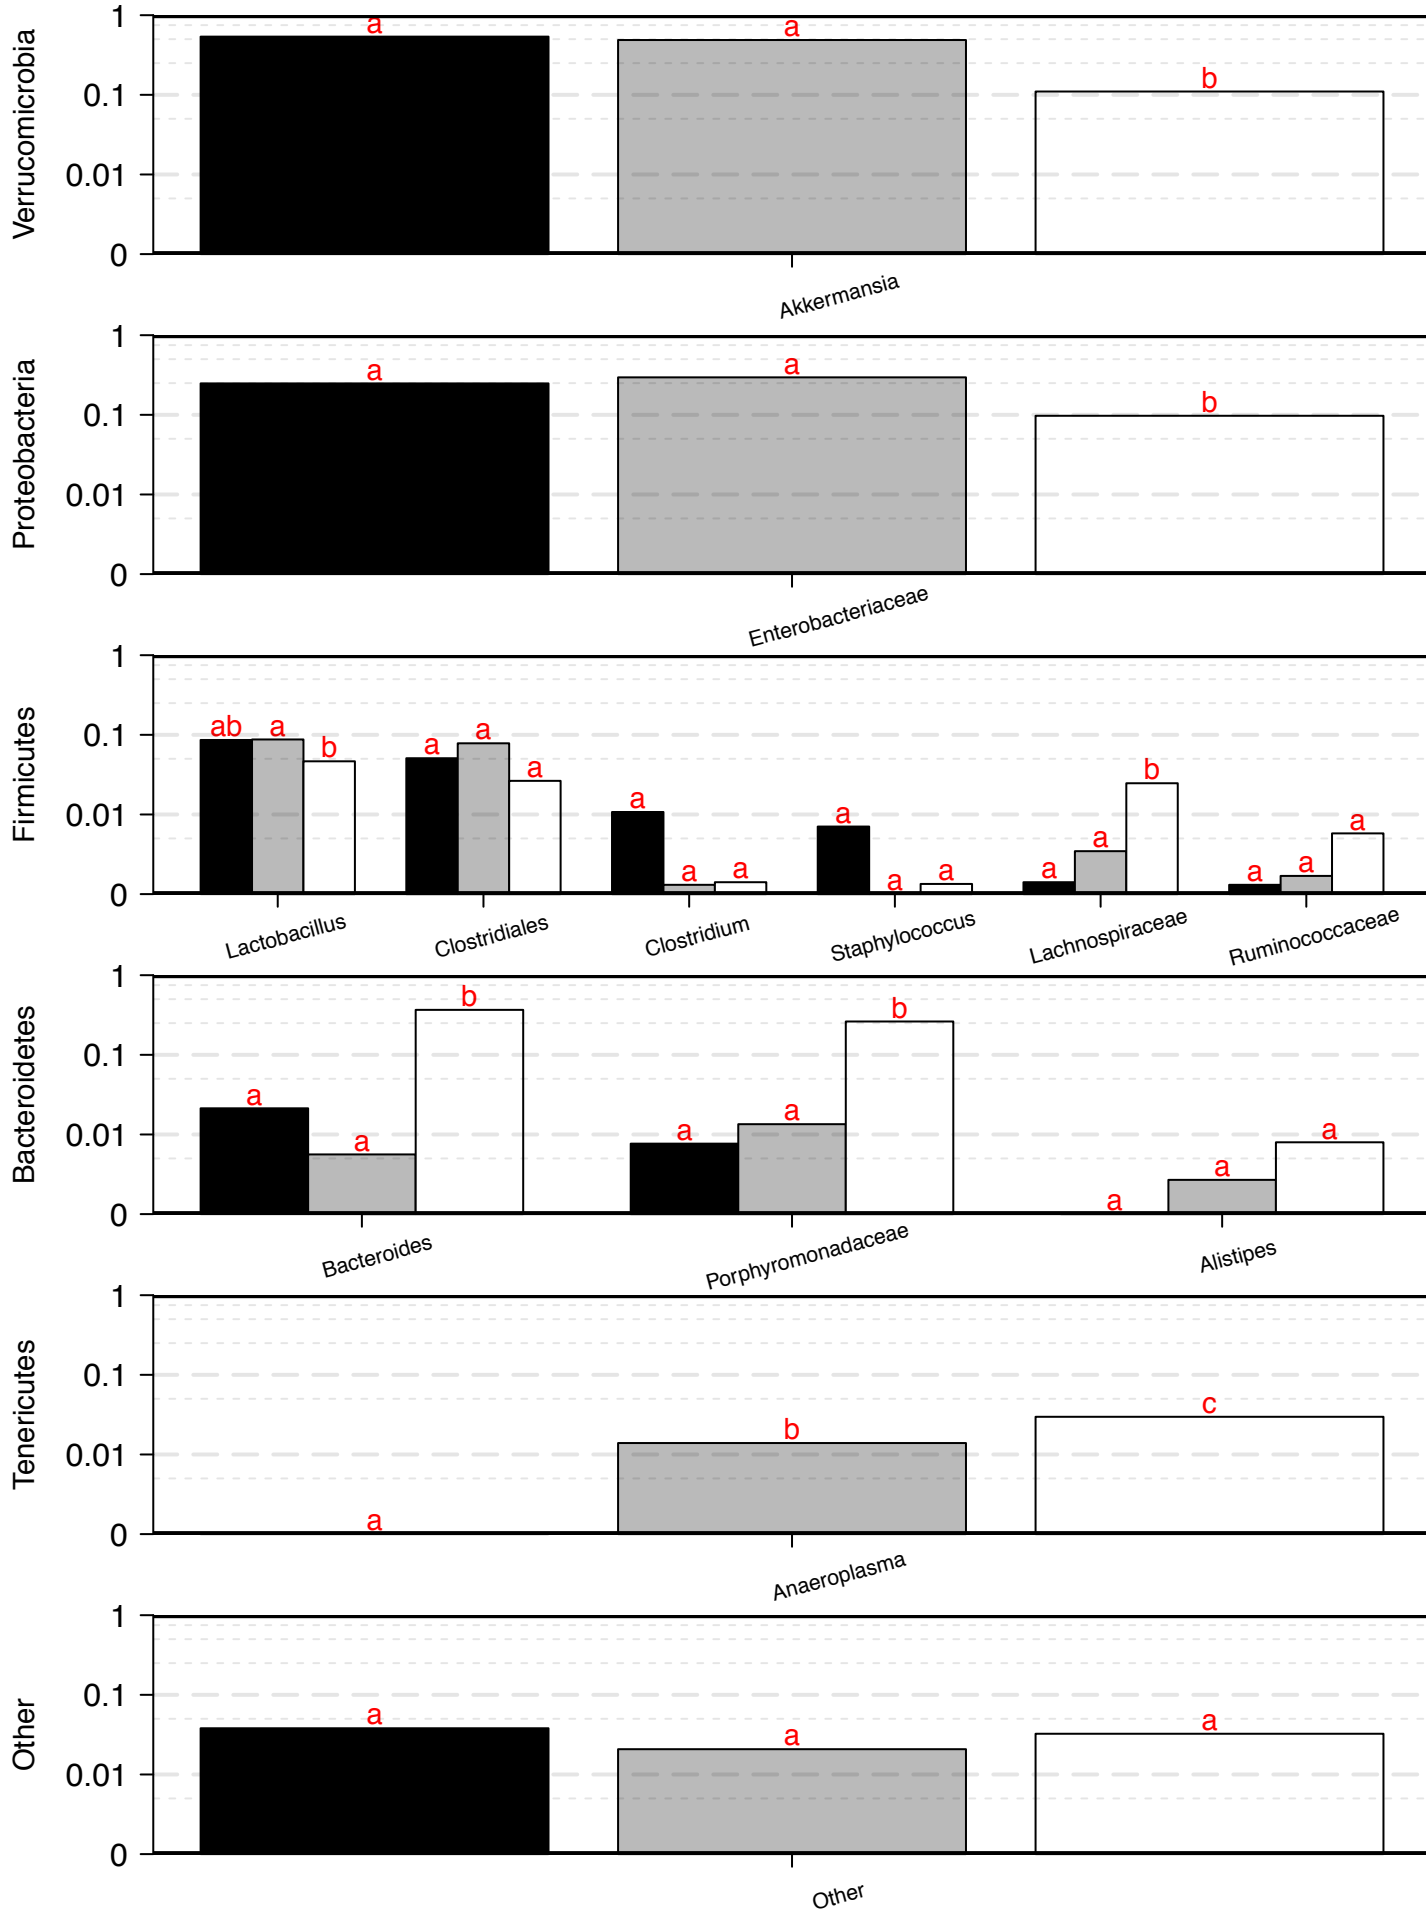 Verrucomicrobia
1
0.1
0.01
0
a a b
Akkermansia
Proteobacteria
1
0.1
0.01
0
a a b
Enterobacteriaceae
Firmicutes
1
0.1
0.01
0
ab a b a a a a a a a a a a a b a a a
Lactobacillus Clostridiales Clostridium Staphylococcus Lachnospiraceae Ruminococcaceae
Bacteroidetes
1
0.1
0.01
0
a a b a a b a a a
Bacteroides Porphyromonadaceae Alistipes
Tenericutes
1
0.1
0.01
0
a b c
Anaeroplasma
Other
1
0.1
0.01
0
a a a
Other